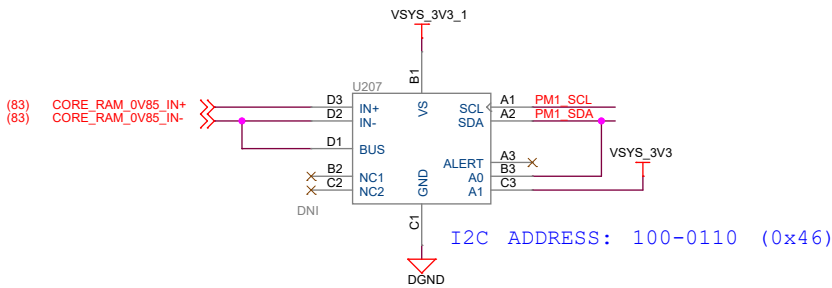 VSYS_3V3_1
B1
U207
(83) CORE_RAM_0V85_IN+ D3 IN+ VS SCL A1 PM1_SCL
(83) CORE_RAM_0V85_IN- D2 IN- SDA A2 PM1_SDA
D1 BUS
VSYS_3V3
ALERT A3
B2 NC1 A0 B3
C2 NC2 GND A1 C3
DNI
C1
I2C ADDRESS: 100-0110 (0x46)
DGND